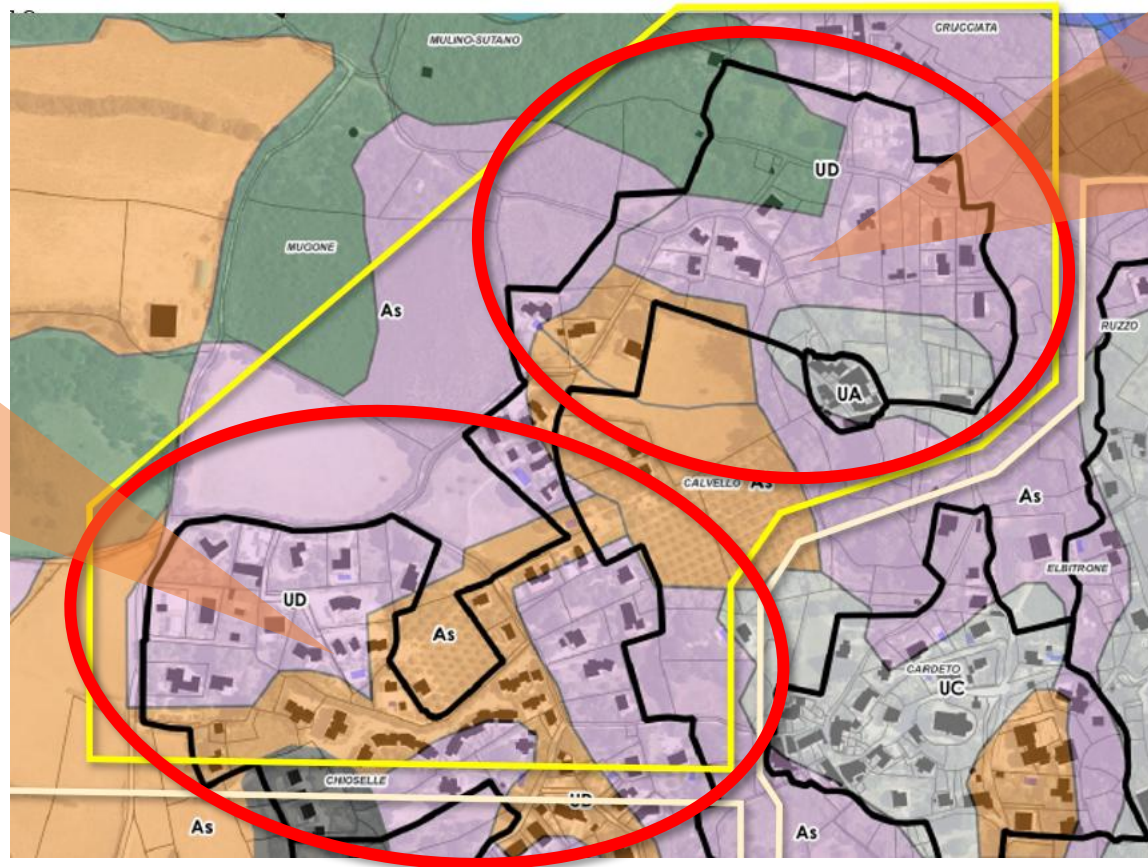 MULINO-SUTANO
CRUCCIATA
UD
MUGONE
As
RUZZO
UA
CALVELLO
As
As
ELBITRONE
UD
As
CARDETO
UC
CHIOSELLE
UB
As
As